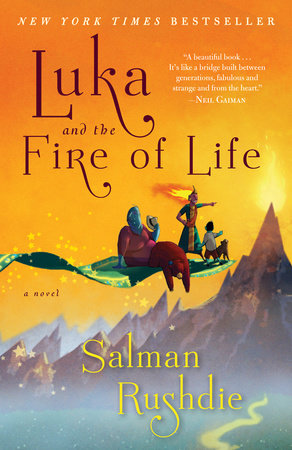 NEW YORK TIMES BESTSELLER
"A beautiful book . . .
It's like a bridge built between
generations, fabulous and
strange and from the heart."
—NEIL GAIMAN
Luka
and the
FIRE OF LIFE
a novel
Salman
Rushdie